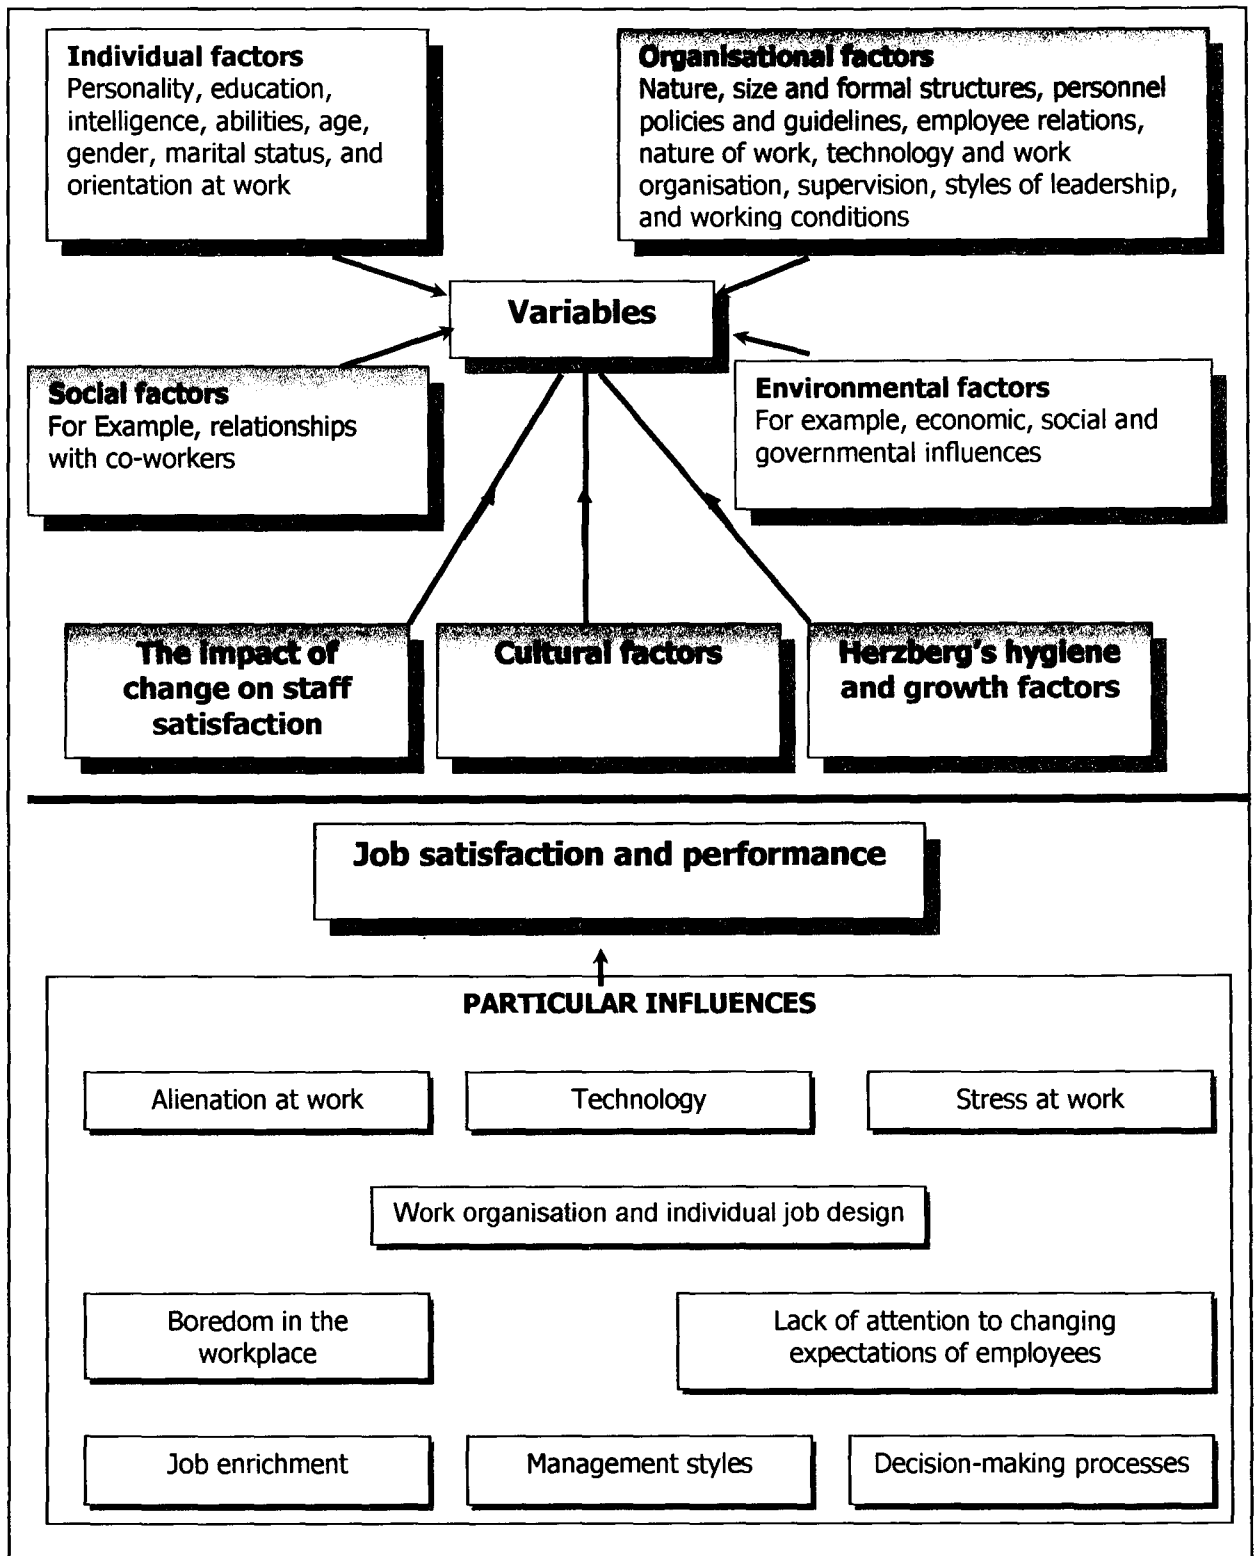 Individual factors
Personality, education,
intelligence, abilities, age,
gender, marital status, and
orientation at work
Organisational factors
Nature, size and formal structures, personnel
policies and guidelines, employee relations,
nature of work, technology and work
organisation, supervision, styles of leadership,
and working conditions
Variables
Social factors
For Example, relationships
with co-workers
Environmental factors
For example, economic, social and
governmental influences
The impact of
change on staff
satisfaction
Cultural factors
Herzberg's hygiene
and growth factors
Job satisfaction and performance
PARTICULAR INFLUENCES
Alienation at work
Technology
Stress at work
Work organisation and individual job design
Boredom in the
workplace
Lack of attention to changing
expectations of employees
Job enrichment
Management styles
Decision-making processes